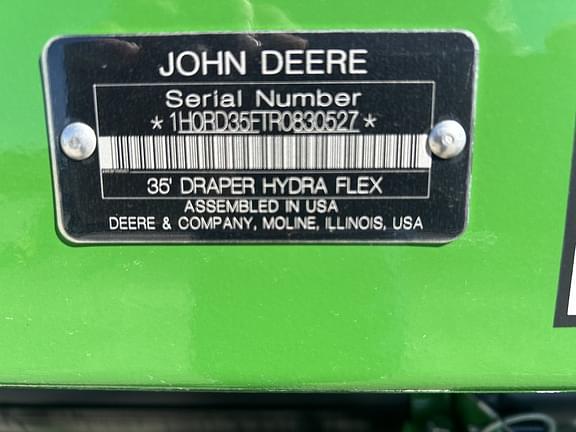 JOHN DEERE
Serial Number
*1H0RD35FTR0830527*
35' DRAPER HYDRA FLEX
ASSEMBLED IN USA
DEERE & COMPANY, MOLINE, ILLINOIS, USA